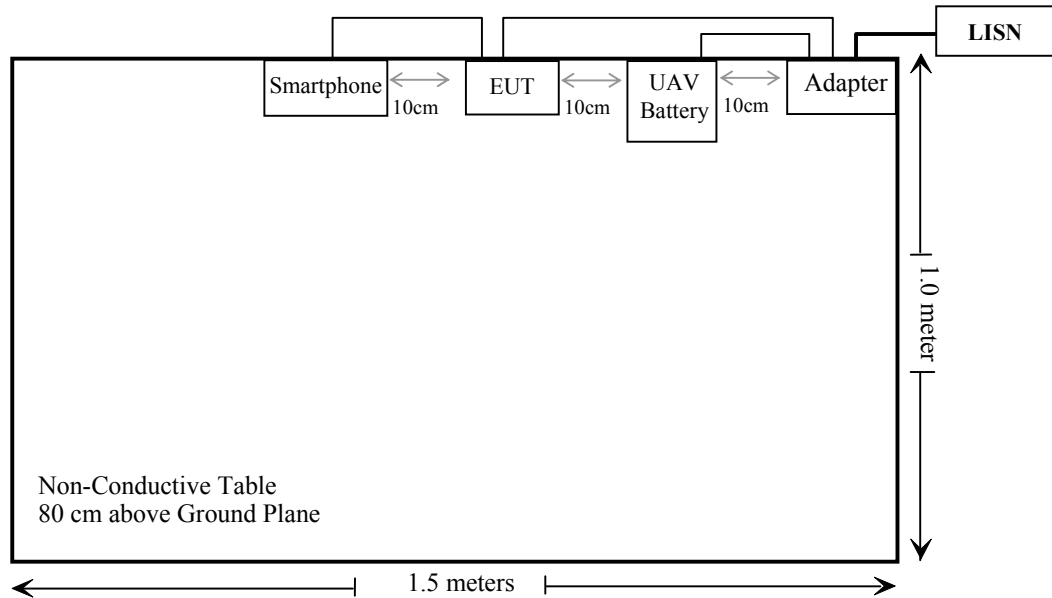 LISN
Smartphone
EUT
UAV
Battery
Adapter
10cm
10cm
10cm
1.0 meter
Non-Conductive Table
80 cm above Ground Plane
1.5 meters